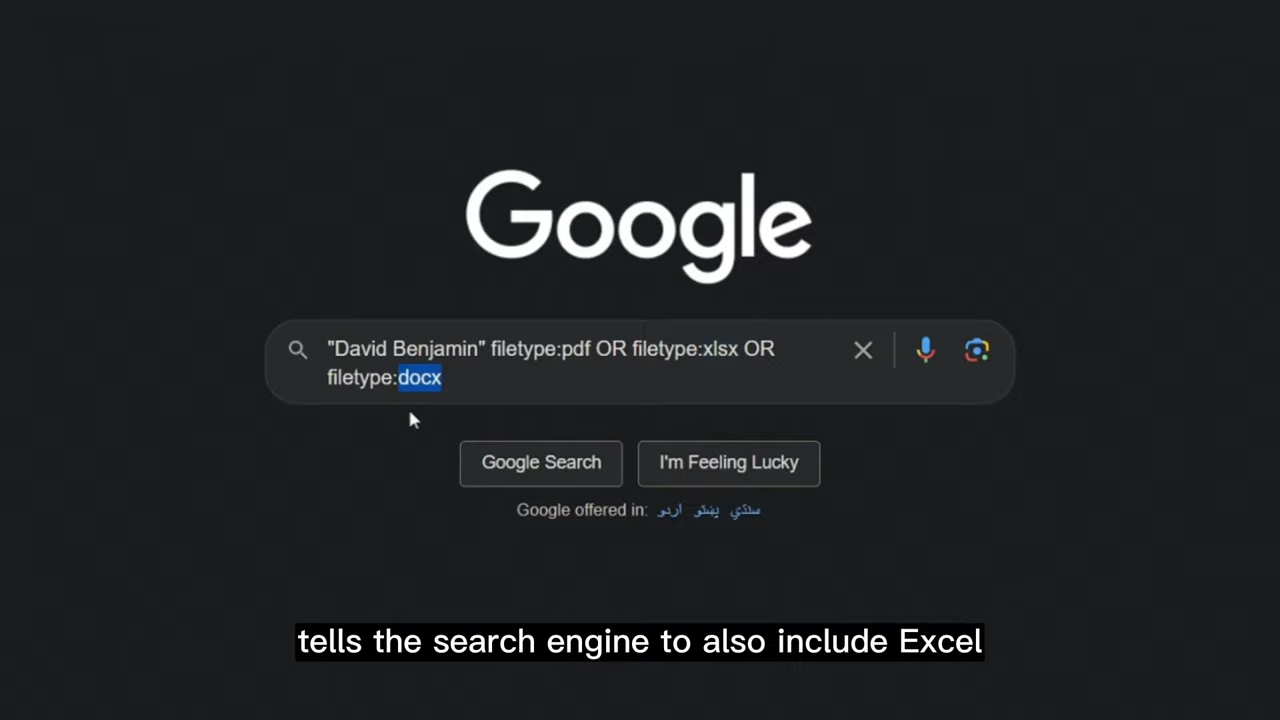 Google
"David Benjamin" filetype:pdf OR filetype:xlsx OR
filetype:docx
Google Search
I'm Feeling Lucky
Google offered in: اردو پښتو سنڌي
tells the search engine to also include Excel